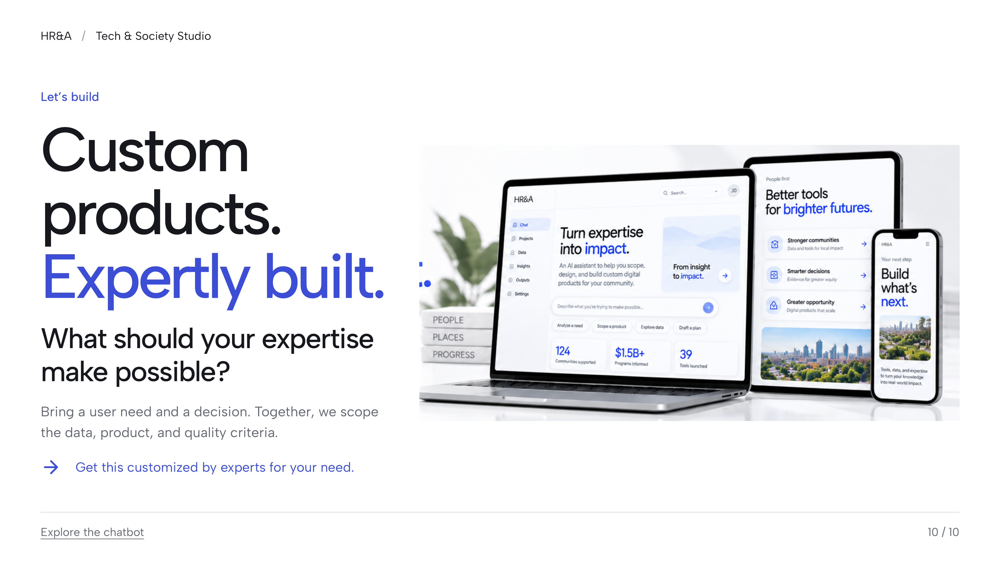 HR&A / Tech & Society Studio
Let's build
Custom
products.
Expertly built.
What should your expertise
make possible?
Bring a user need and a decision. Together, we scope
the data, product, and quality criteria.
→ Get this customized by experts for your need.
PEOPLE
PLACES
PROGRESS
HR&A
Search...
JD
Chat
Projects
Data
Insights
Outputs
Settings
Turn expertise
into impact.
An AI assistant to help you scope,
design, and build custom digital
products for your community.
From insight
to impact.
Describe what you're trying to make possible...
Analyze a need
Scope a product
Explore data
Draft a plan
124
Communities supported
$1.5B+
Programs informed
39
Tools launched
People first
Better tools
for brighter futures.
Stronger communities
Data and tools for local impact
Smarter decisions
Evidence for greater equity
Greater opportunity
Digital products that scale
HR&A
Your next step
Build
what's
next.
Tools, data, and expertise
to turn your knowledge
into real-world impact.
Explore the chatbot
10 / 10